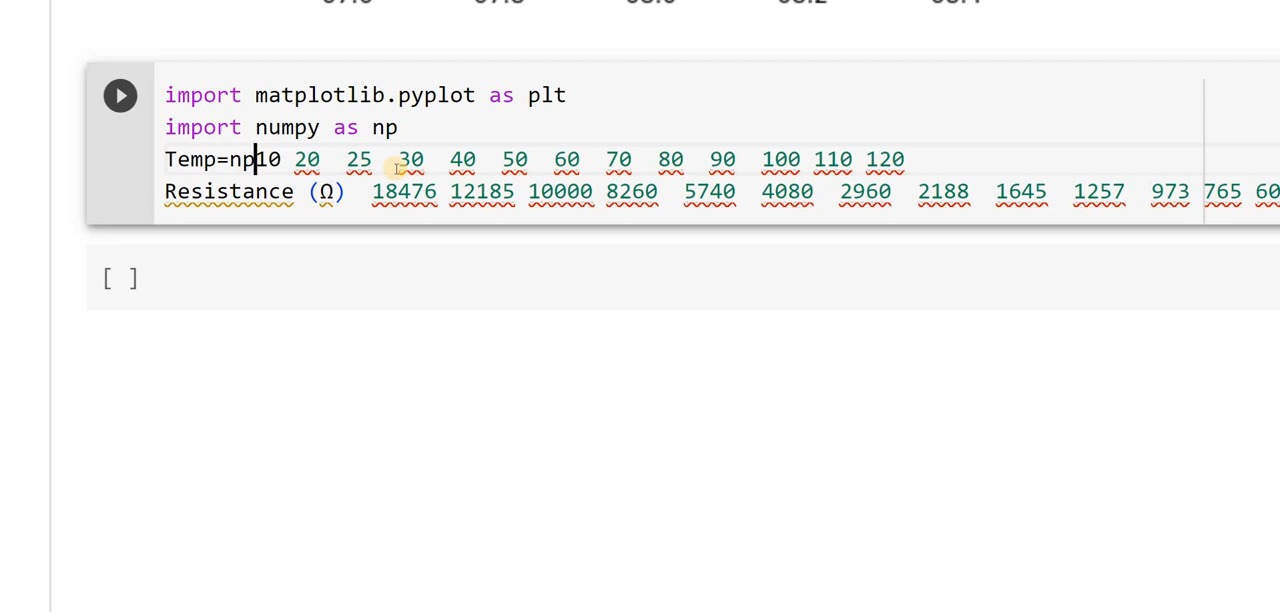 import matplotlib.pyplot as plt
import numpy as np
Temp=np10 20 25 30 40 50 60 70 80 90 100 110 120
Resistance (Ω) 18476 12185 10000 8260 5740 4080 2960 2188 1645 1257 973 765
[ ]